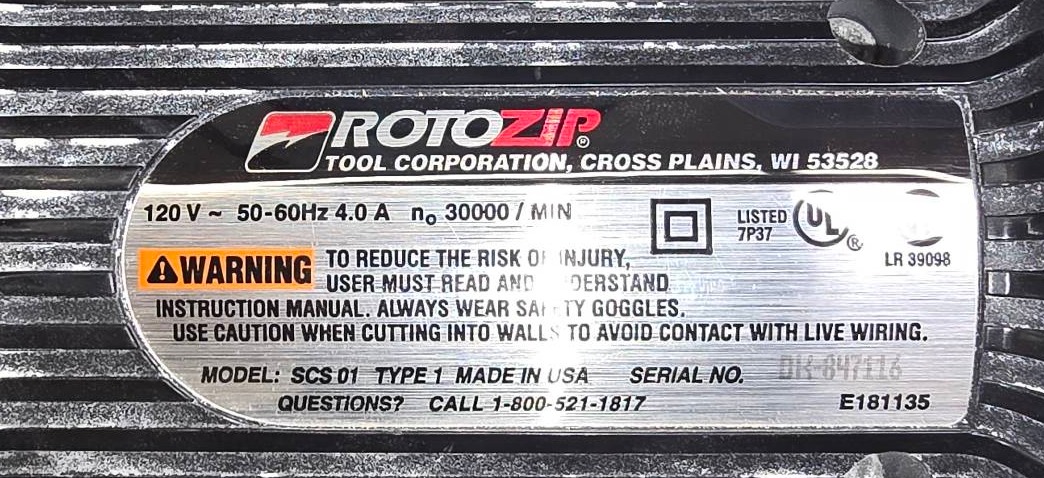 ROTOZIP®
TOOL CORPORATION, CROSS PLAINS, WI 53528
120 V ~ 50-60Hz 4.0 A no 30000 / MIN
LISTED
7P37
UL®
LR 39098
WARNING
TO REDUCE THE RISK OF INJURY,
USER MUST READ AND UNDERSTAND
INSTRUCTION MANUAL. ALWAYS WEAR SAFETY GOGGLES.
USE CAUTION WHEN CUTTING INTO WALLS TO AVOID CONTACT WITH LIVE WIRING.
MODEL: SCS 01 TYPE 1 MADE IN USA SERIAL NO.
QUESTIONS? CALL 1-800-521-1817
E181135